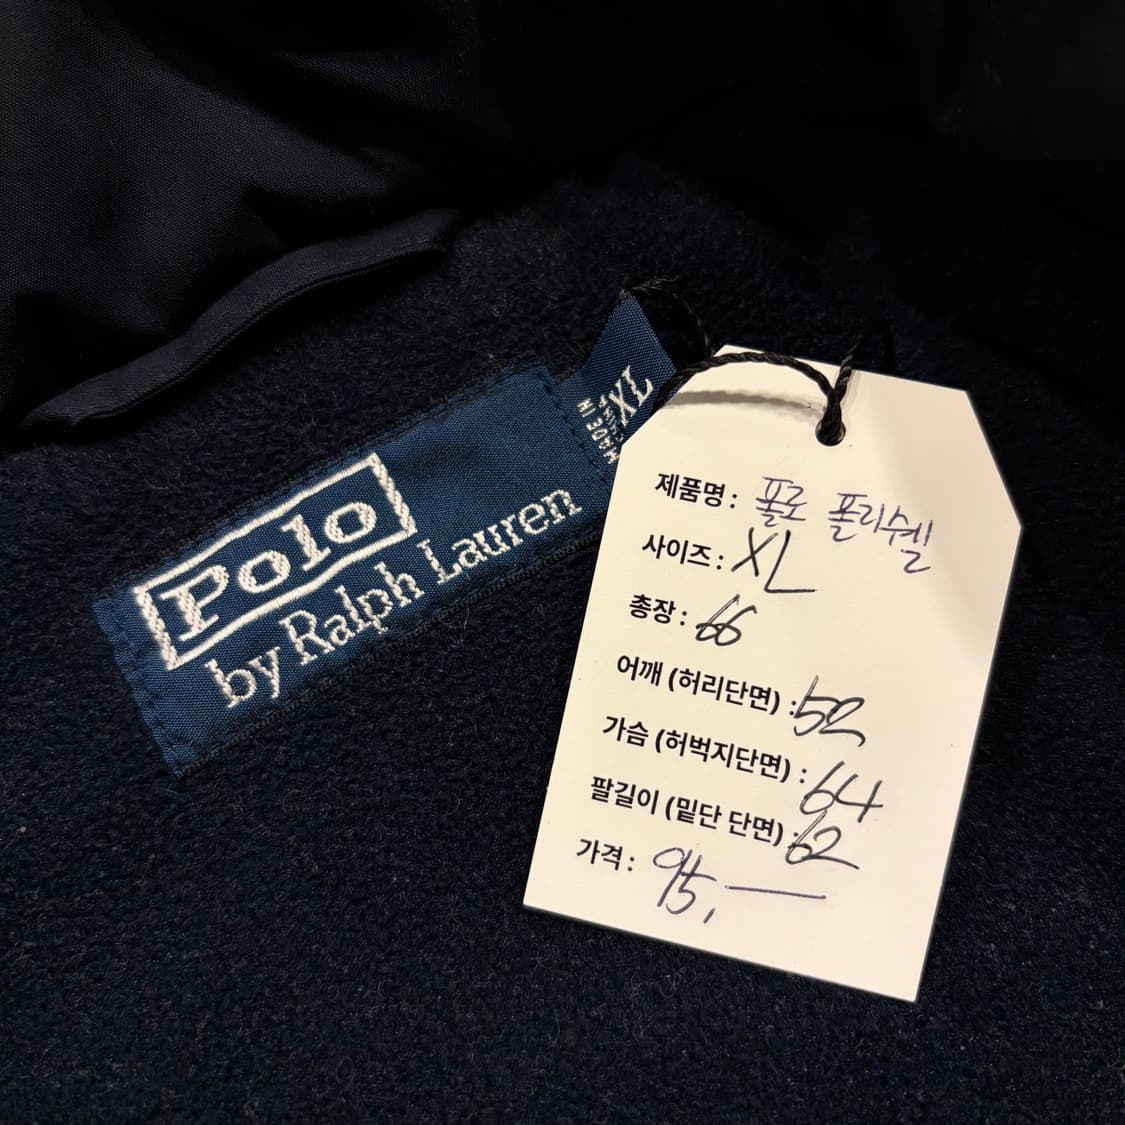 Polo
by Ralph Lauren
XL
제품명 : 폴로 폴리쉘
사이즈 : XL
총장 : 66
어깨 (허리단면) : 52
가슴 (허벅지단면) : 64
팔길이 (밑단 단면) : 62
가격 : 95,—